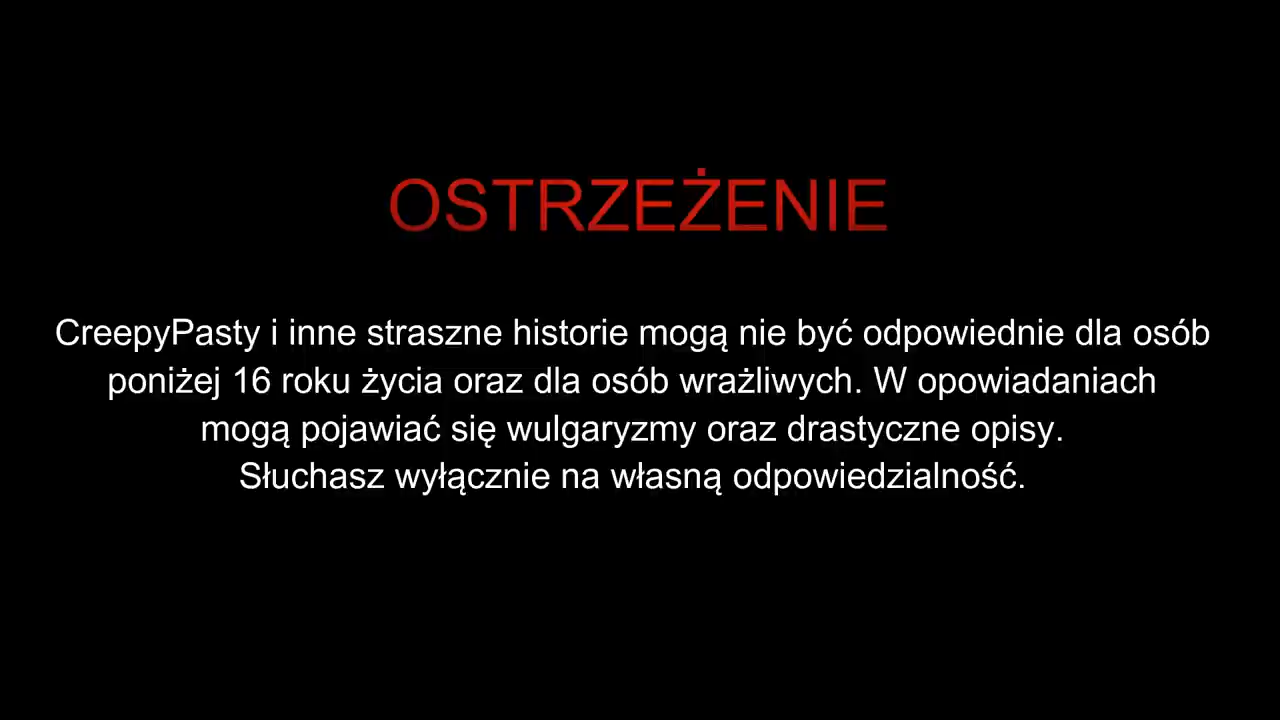 OSTRZEŻENIE
CreepyPasty i inne straszne historie mogą nie być odpowiednie dla osób
poniżej 16 roku życia oraz dla osób wrażliwych. W opowiadaniach
mogą pojawiać się wulgaryzmy oraz drastyczne opisy.
Słuchasz wyłącznie na własną odpowiedzialność.